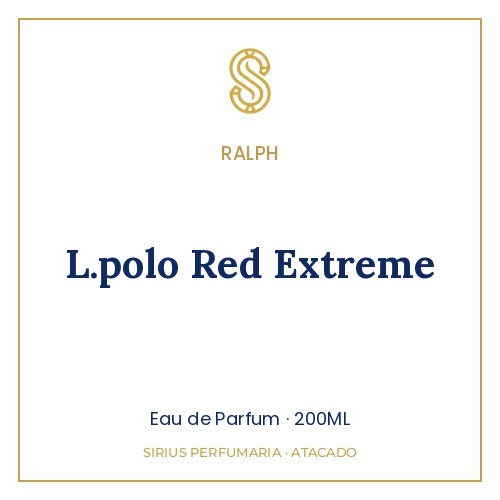 RALPH
L.polo Red Extreme
Eau de Parfum · 200ML
SIRIUS PERFUMARIA · ATACADO